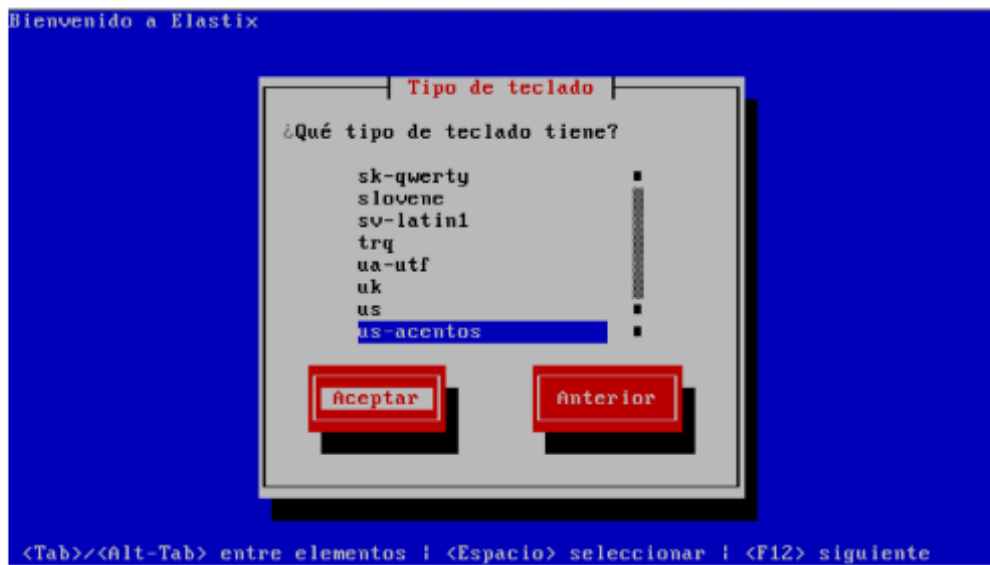 Bienvenido a Elastix
Tipo de teclado
¿Qué tipo de teclado tiene?
sk-qwerty
slovene
sv-latin1
trq
ua-utf
uk
us
us-acentos
Aceptar
Anterior
<Tab>/<Alt-Tab> entre elementos | <Espacio> seleccionar | <F12> siguiente